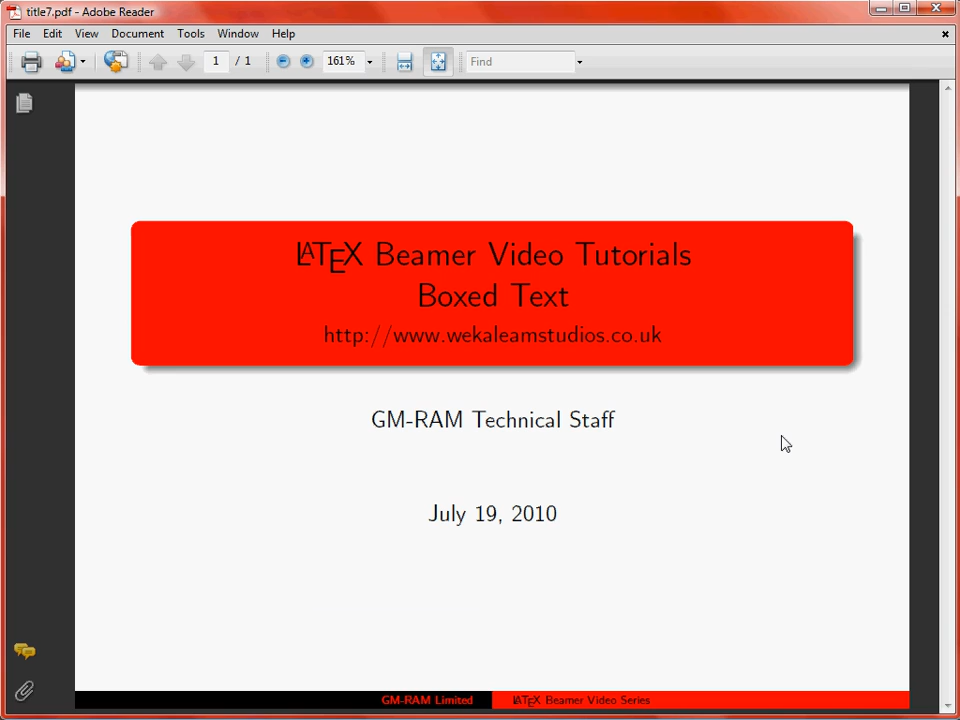 title7.pdf - Adobe Reader
File Edit View Document Tools Window Help
1 / 1 161% Find
LATEX Beamer Video Tutorials
Boxed Text
http://www.wekaleamstudios.co.uk
GM-RAM Technical Staff
July 19, 2010
GM-RAM Limited LATEX Beamer Video Series